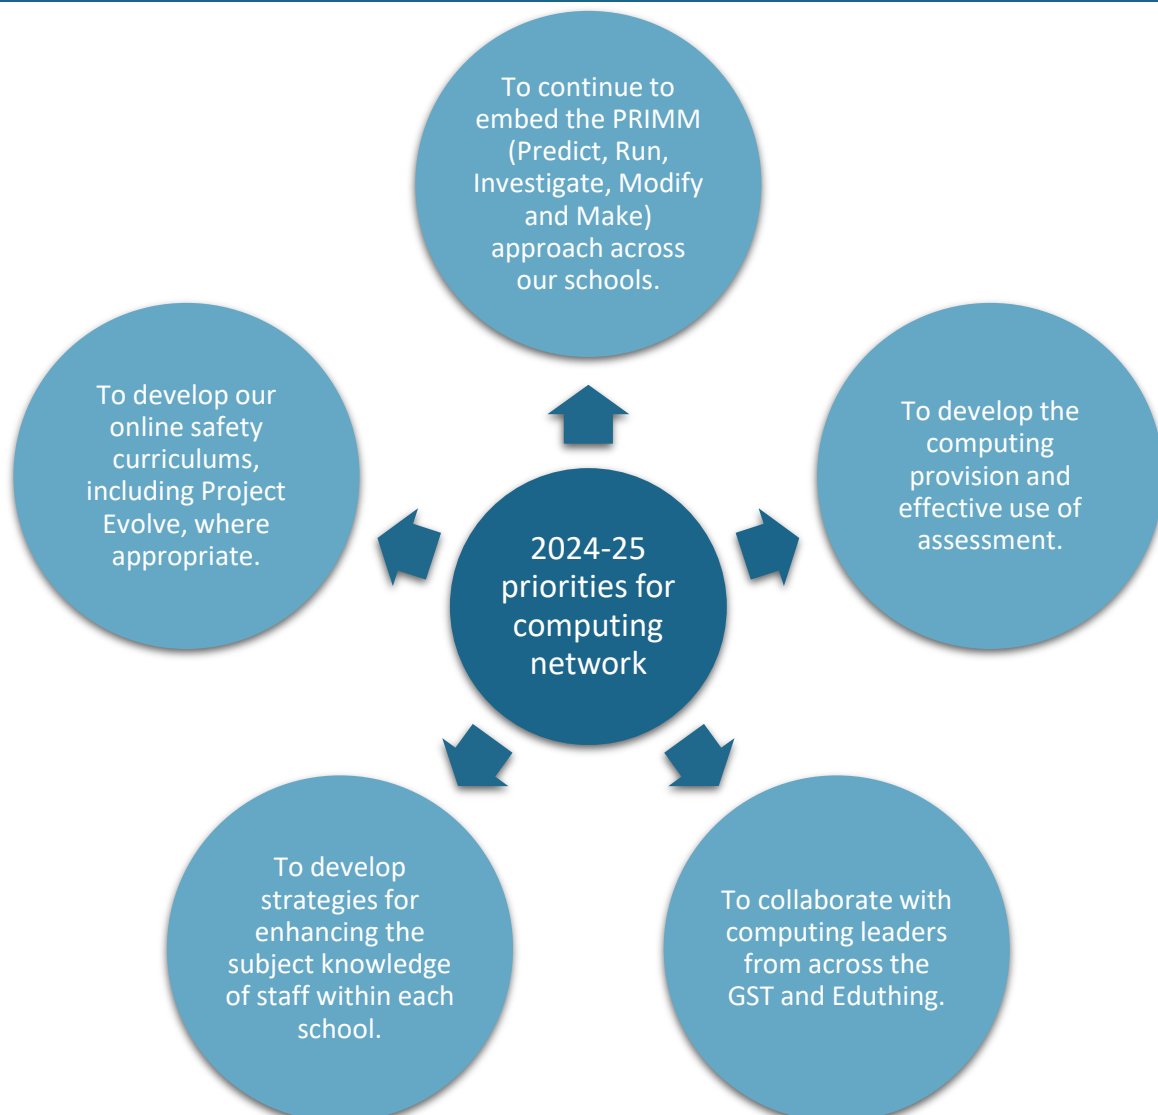 To continue to
embed the PRIMM
(Predict, Run,
Investigate, Modify
and Make)
approach across
our schools.
To develop the
computing
provision and
effective use of
assessment.
To collaborate with
computing leaders
from across the
GST and Eduthing.
To develop
strategies for
enhancing the
subject knowledge
of staff within each
school.
To develop our
online safety
curriculums,
including Project
Evolve, where
appropriate.
2024-25
priorities for
computing
network